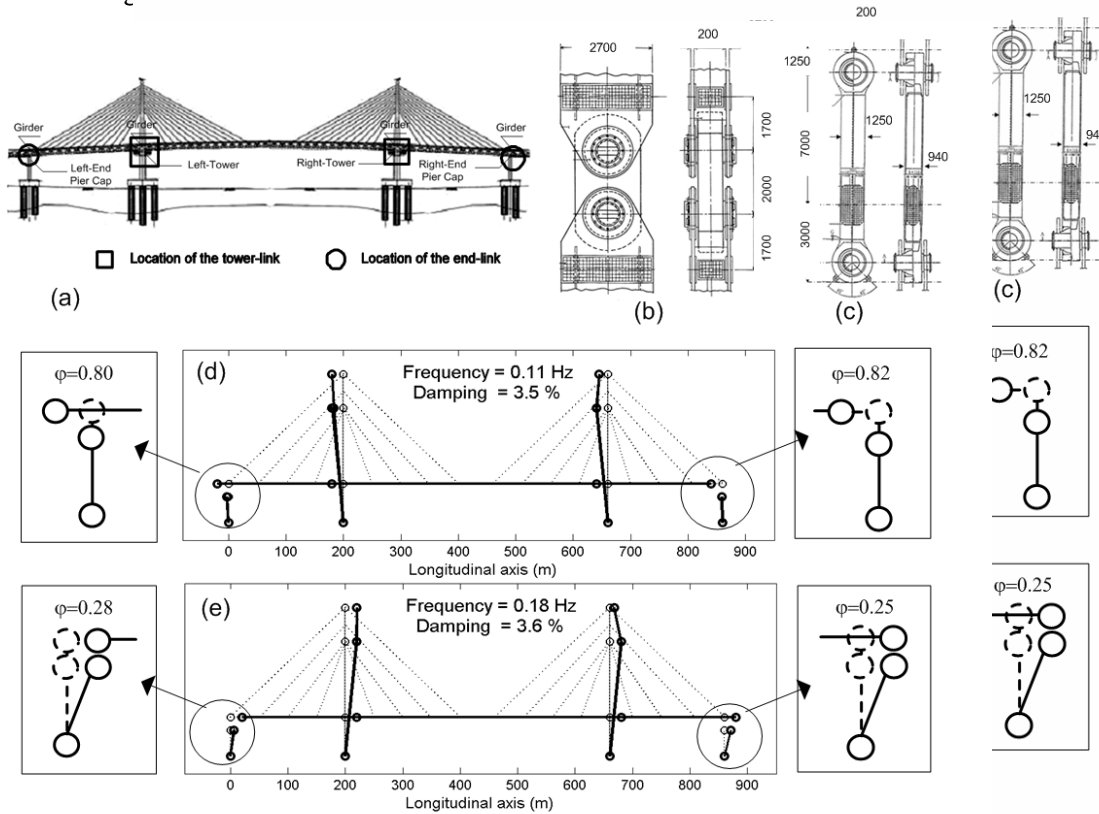 Girder
Girder
Girder
Girder
Left-End
Pier Cap
Left-Tower
Right-Tower
Right-End
Pier Cap
Location of the tower-link
Location of the end-link
(a)
2700
200
1700
2000
1700
(b)
200
1250
7000
3000
1250
940
(c)
1250
(c)
φ=0.80
(d)
Frequency = 0.11 Hz
Damping = 3.5 %
0 100 200 300 400 500 600 700 800 900
Longitudinal axis (m)
φ=0.82
φ=0.82
φ=0.28
(e)
Frequency = 0.18 Hz
Damping = 3.6 %
0 100 200 300 400 500 600 700 800 900
Longitudinal axis (m)
φ=0.25
=0.25